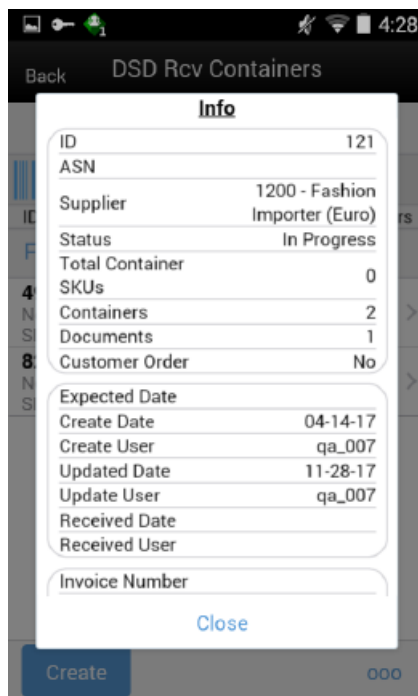 1
4:28
Back
DSD Rcv Containers
Info
ID 121
ASN
Supplier 1200 - Fashion
Importer (Euro)
Status In Progress
Total Container
SKUs 0
Containers 2
Documents 1
Customer Order No
Expected Date
Create Date 04-14-17
Create User qa_007
Updated Date 11-28-17
Update User qa_007
Received Date
Received User
Invoice Number
Close
Create
ooo